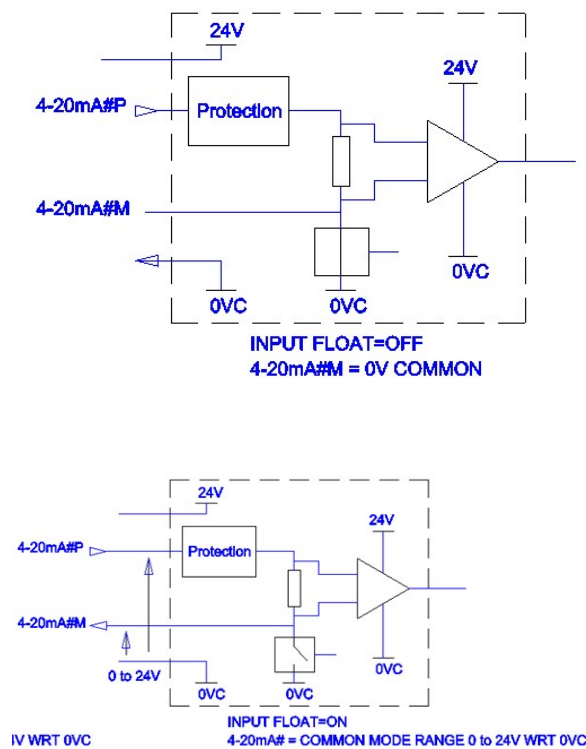 24V
24V
4-20mA#P
Protection
4-20mA#M
0VC
0VC
0VC
INPUT FLOAT=OFF
4-20mA#M = 0V COMMON
24V
24V
4-20mA#P
Protection
4-20mA#M
0 to 24V
0VC
0VC
0VC
INPUT FLOAT=ON
IV WRT 0VC
4-20mA# = COMMON MODE RANGE 0 to 24V WRT 0VC